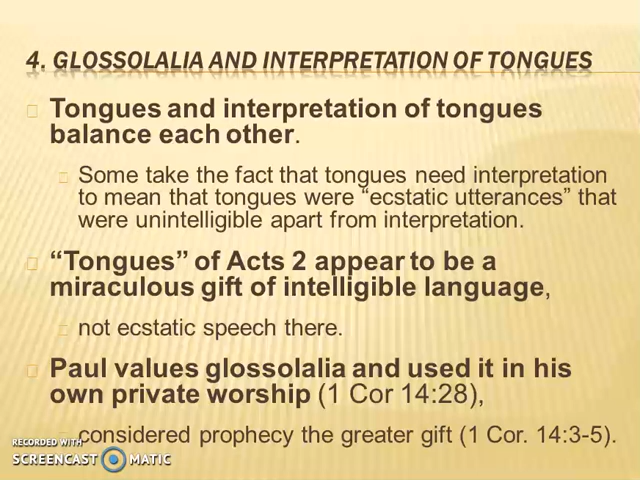 4. GLOSSOLALIA AND INTERPRETATION OF TONGUES
Tongues and interpretation of tongues
balance each other.
Some take the fact that tongues need interpretation
to mean that tongues were “ecstatic utterances” that
were unintelligible apart from interpretation.
“Tongues” of Acts 2 appear to be a
miraculous gift of intelligible language,
not ecstatic speech there.
Paul values glossolalia and used it in his
own private worship (1 Cor 14:28),
considered prophecy the greater gift (1 Cor. 14:3-5).
RECORDED WITH
SCREENCAST MATIC